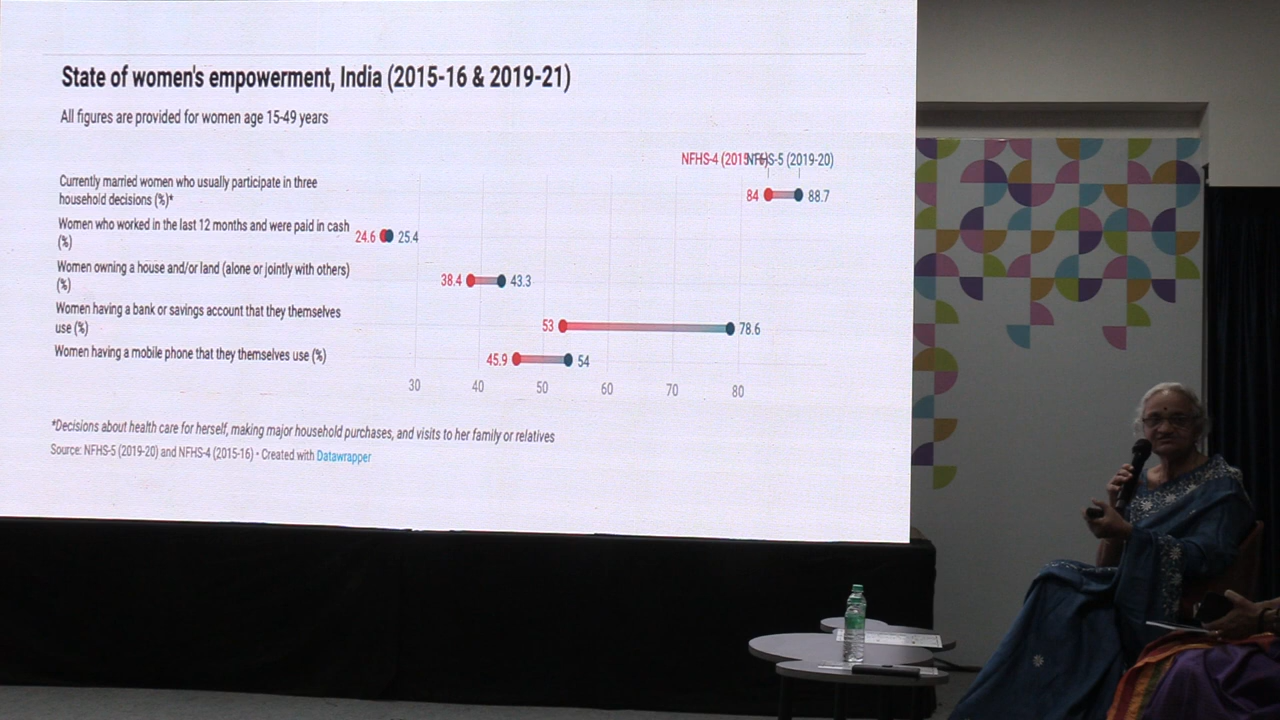 State of women's empowerment, India (2015-16 & 2019-21)
All figures are provided for women age 15-49 years
NFHS-4 (2015 NFHS-5 (2019-20)
Currently married women who usually participate in three
household decisions (%)*
84 88.7
Women who worked in the last 12 months and were paid in cash
(%)
24.6 25.4
Women owning a house and/or land (alone or jointly with others)
(%)
38.4 43.3
Women having a bank or savings account that they themselves
use (%)
53 78.6
Women having a mobile phone that they themselves use (%)
45.9 54
30 40 50 60 70 80
*Decisions about health care for herself, making major household purchases, and visits to her family or relatives
Source: NFHS-5 (2019-20) and NFHS-4 (2015-16) • Created with Datawrapper